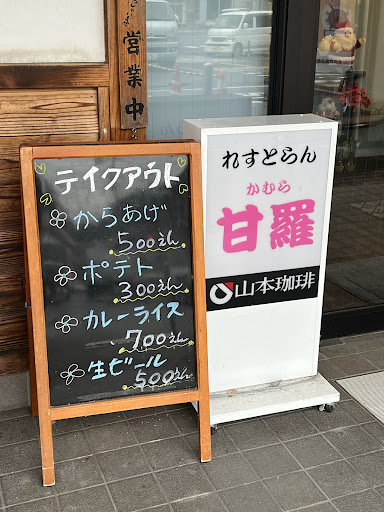 営業中
テイクアウト
からあげ
500えん
ポテト
300えん
カレーライス
700えん
生ビール
500えん
れすとらん
かむら
甘羅
山本珈琲